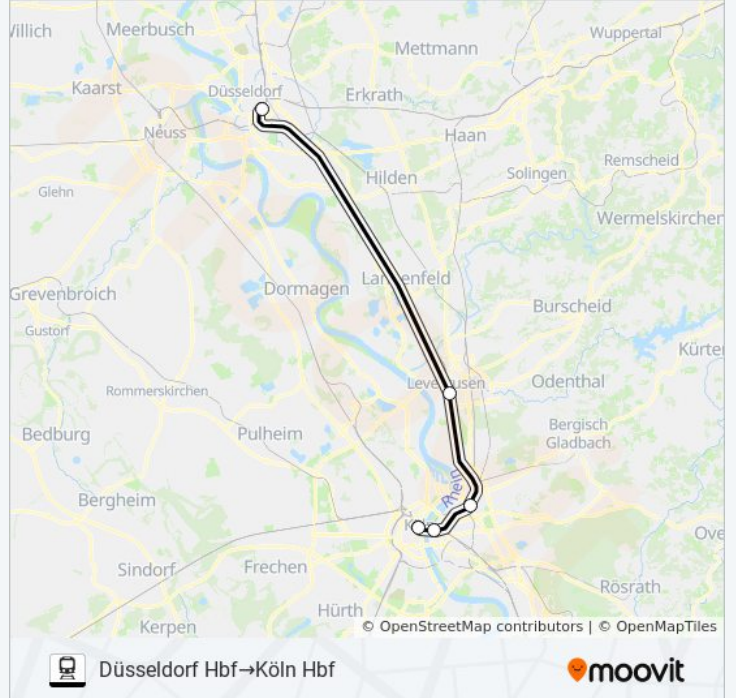 Willich
Meerbusch
Wuppertal
Mettmann
Kaarst
Düsseldorf
Erkrath
Neuss
Haan
Remscheid
Hilden
Solingen
Glehn
Wermelskirchen
Langenfeld
Dormagen
Grevenbroich
Burscheid
Gustorf
Kürten
Leverkusen
Odenthal
Rommerskirchen
Bergisch
Gladbach
Bedburg
Pulheim
Rhein
Bergheim
Sindorf
Frechen
Rösrath
Hürth
Kerpen
© OpenStreetMap contributors | © OpenMapTiles
Düsseldorf Hbf→Köln Hbf
moovit